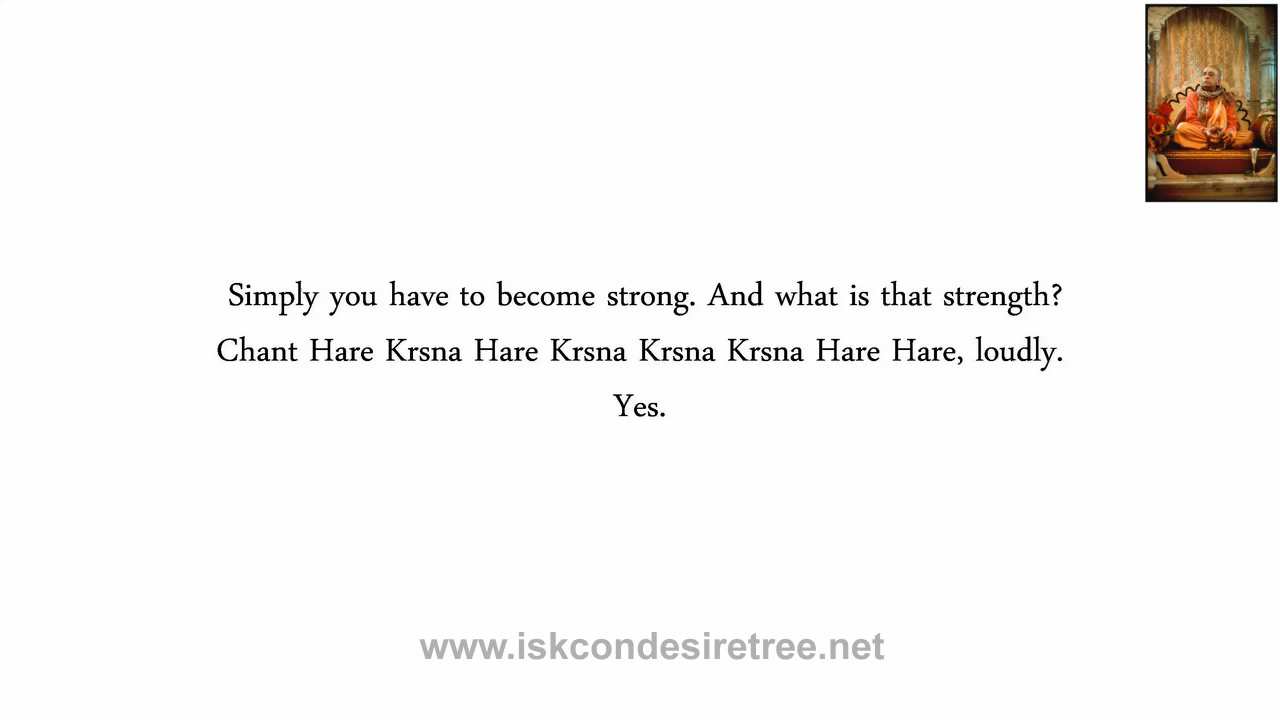 Simply you have to become strong. And what is that strength?
Chant Hare Krsna Hare Krsna Krsna Krsna Hare Hare, loudly.
Yes.
www.iskcondesiretree.net